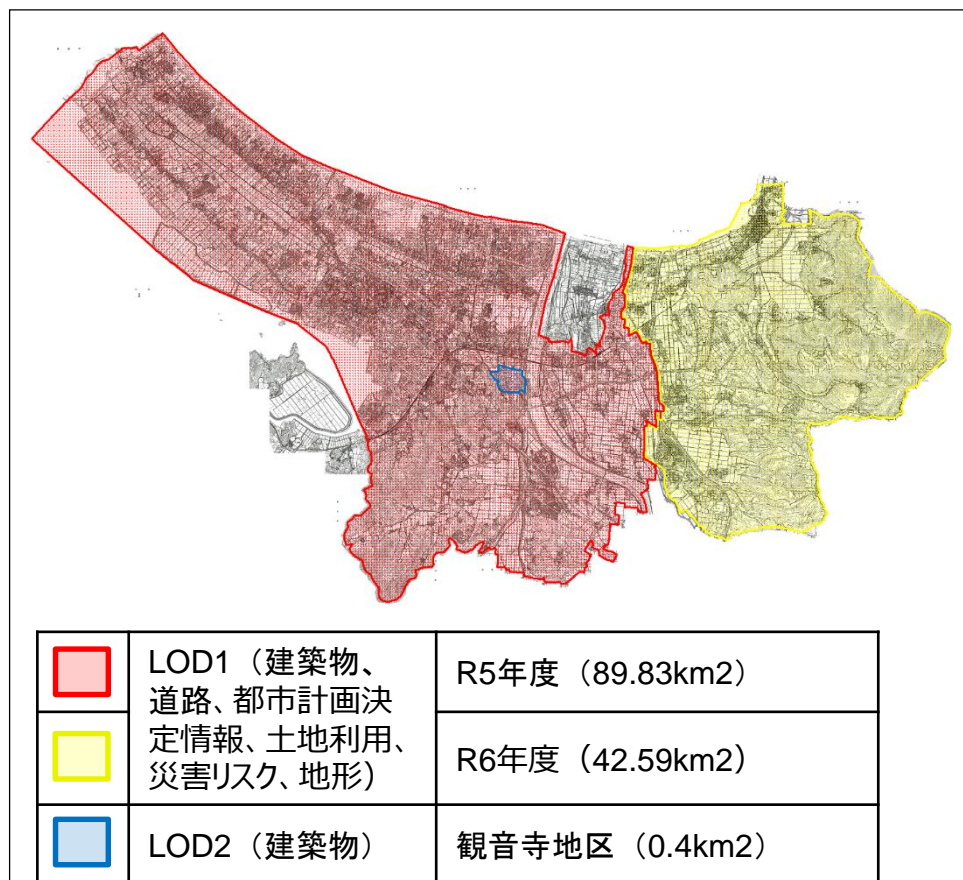 LOD1（建築物、
道路、都市計画決
定情報、土地利用、
災害リスク、地形）
R5年度（89.83km2）
R6年度（42.59km2）
LOD2（建築物）
観音寺地区（0.4km2）